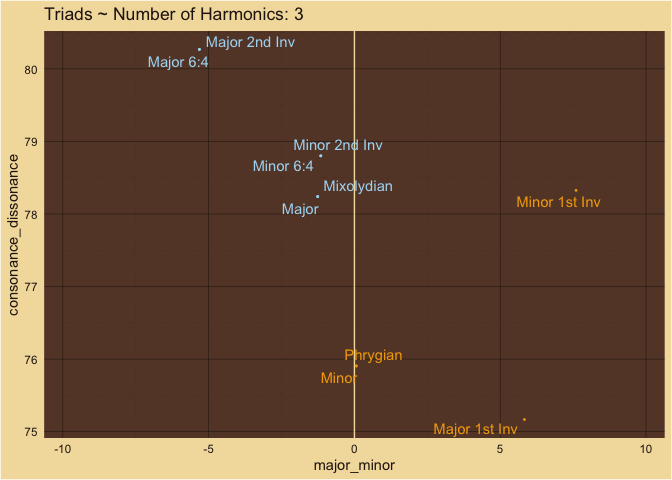 Triads ~ Number of Harmonics: 3
Major 2nd Inv
Major 6:4
Minor 2nd Inv
Minor 6:4
Mixolydian
Major
Minor 1st Inv
Phrygian
Minor
Major 1st Inv
80
79
78
77
76
75
consonance_dissonance
-10
-5
0
5
10
major_minor